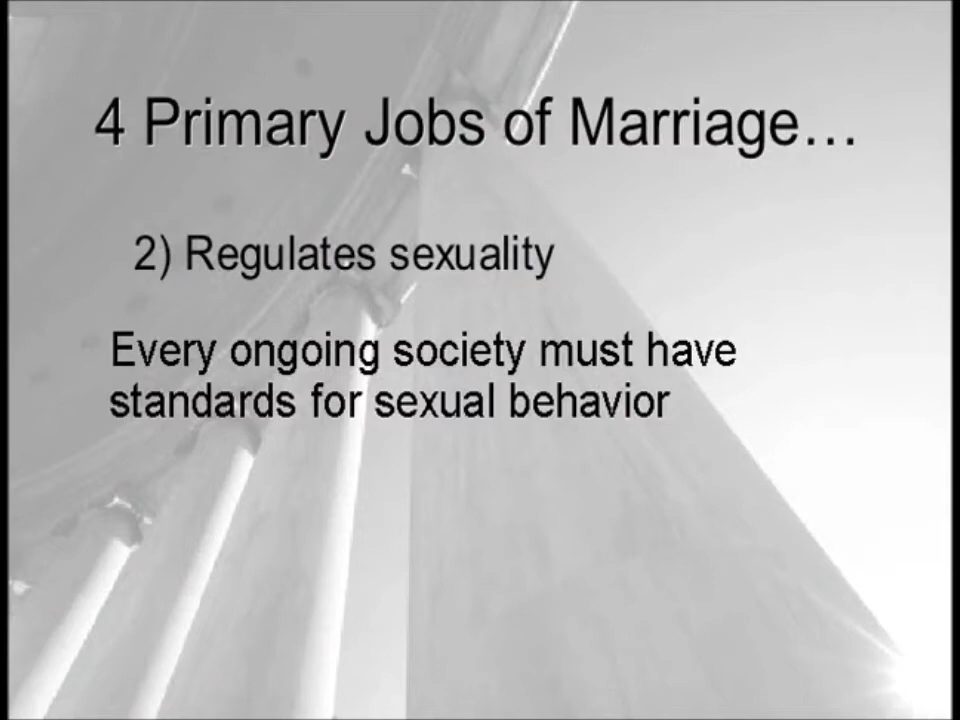 4 Primary Jobs of Marriage…
2) Regulates sexuality
Every ongoing society must have
standards for sexual behavior